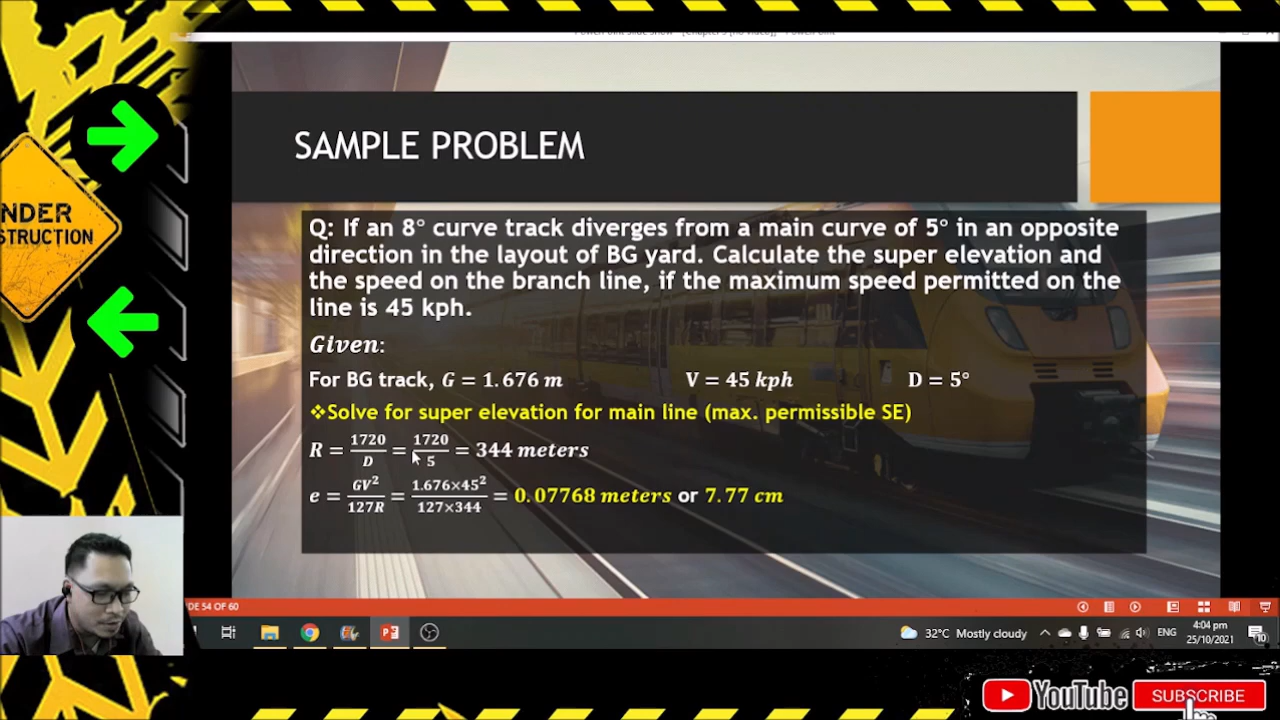 SAMPLE PROBLEM
Q: If an 8° curve track diverges from a main curve of 5° in an opposite
direction in the layout of BG yard. Calculate the super elevation and
the speed on the branch line, if the maximum speed permitted on the
line is 45 kph.
Given:
For BG track, G = 1.676 m V = 45 kph D = 5°
❖Solve for super elevation for main line (max. permissible SE)
R = 1720/D = 1720/5 = 344 meters
e = GV²/127R = 1.676×45²/127×344 = 0.07768 meters or 7.77 cm
NDER
STRUCTION
DE 54 OF 60
32°C Mostly cloudy
ENG
4:04 pm
25/10/2021
10
YouTube
SUBSCRIBE